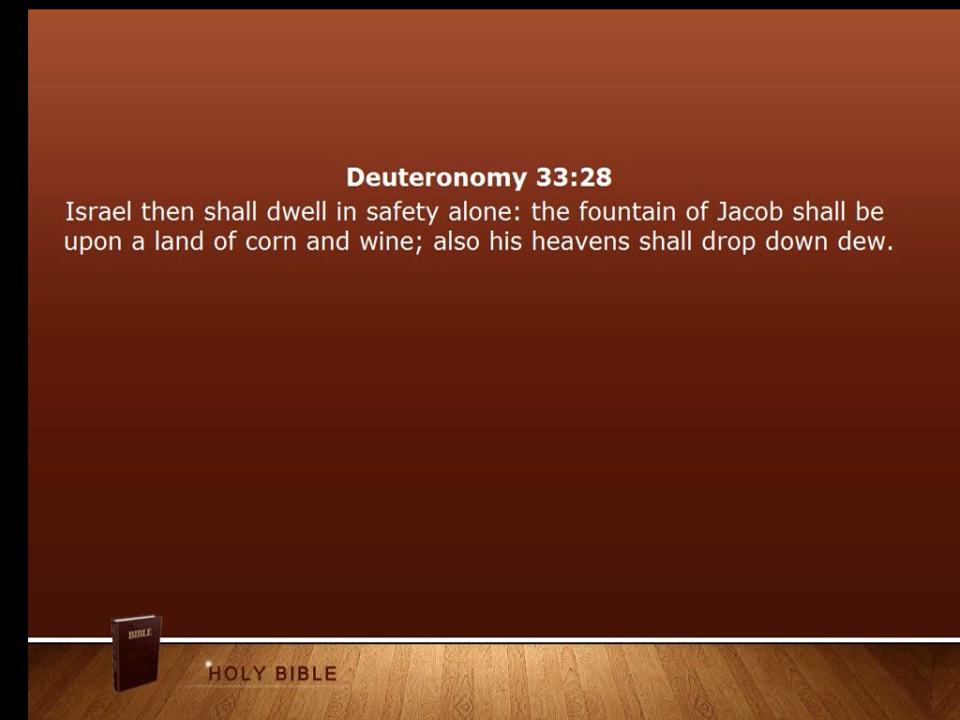 Deuteronomy 33:28
Israel then shall dwell in safety alone: the fountain of Jacob shall be
upon a land of corn and wine; also his heavens shall drop down dew.
BIBLE
HOLY BIBLE